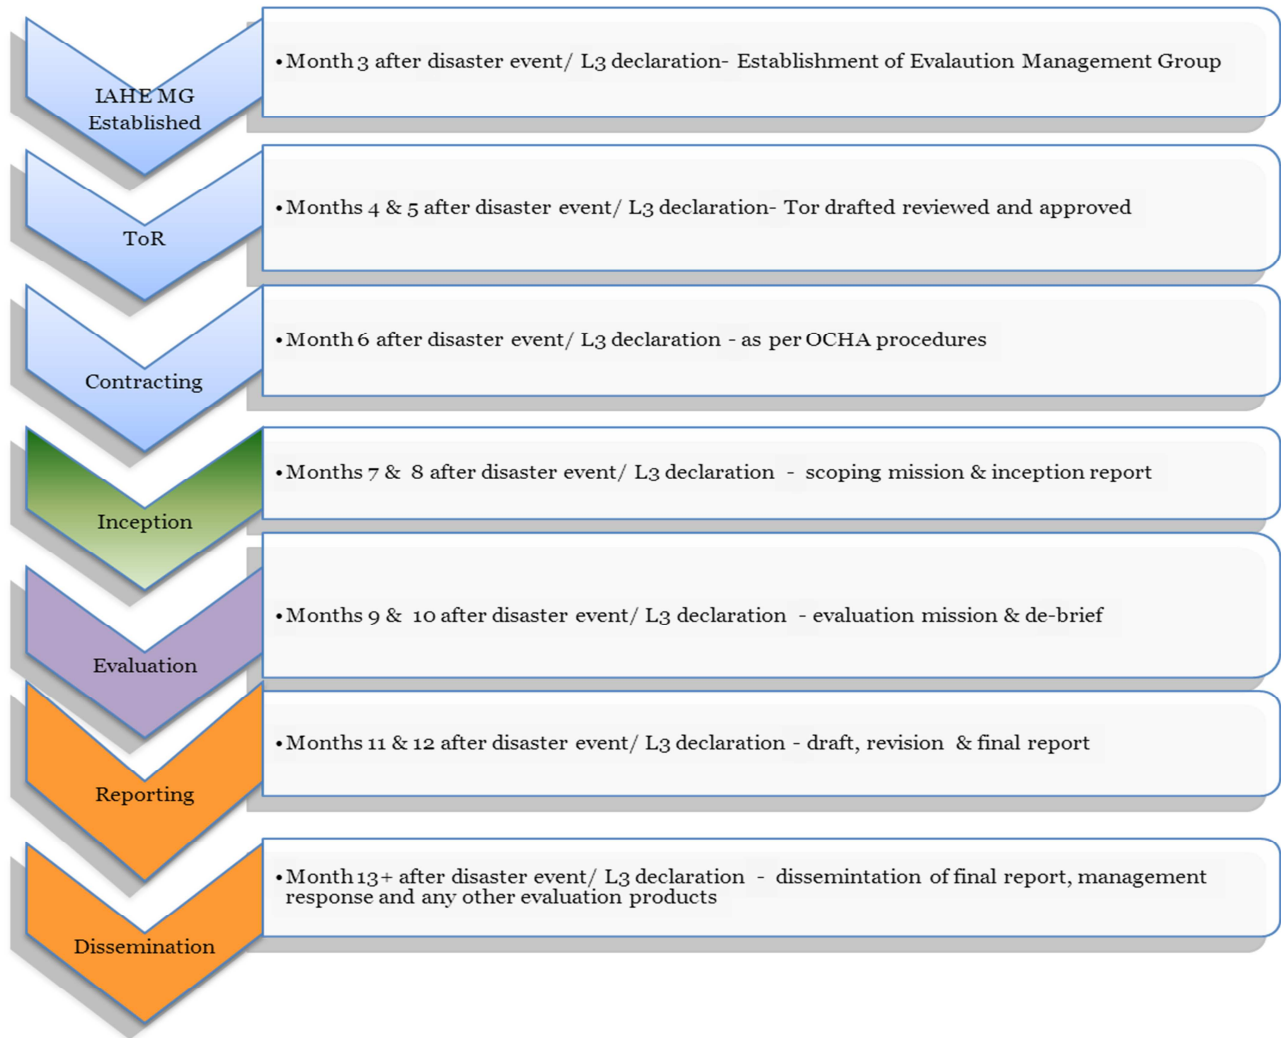 IAHE MG
Established
• Month 3 after disaster event/ L3 declaration- Establishment of Evalaution Management Group
ToR
• Months 4 & 5 after disaster event/ L3 declaration- Tor drafted reviewed and approved
Contracting
• Month 6 after disaster event/ L3 declaration - as per OCHA procedures
Inception
• Months 7 & 8 after disaster event/ L3 declaration - scoping mission & inception report
Evaluation
• Months 9 & 10 after disaster event/ L3 declaration - evaluation mission & de-brief
Reporting
• Months 11 & 12 after disaster event/ L3 declaration - draft, revision & final report
Dissemination
• Month 13+ after disaster event/ L3 declaration - dissemintation of final report, management
response and any other evaluation products